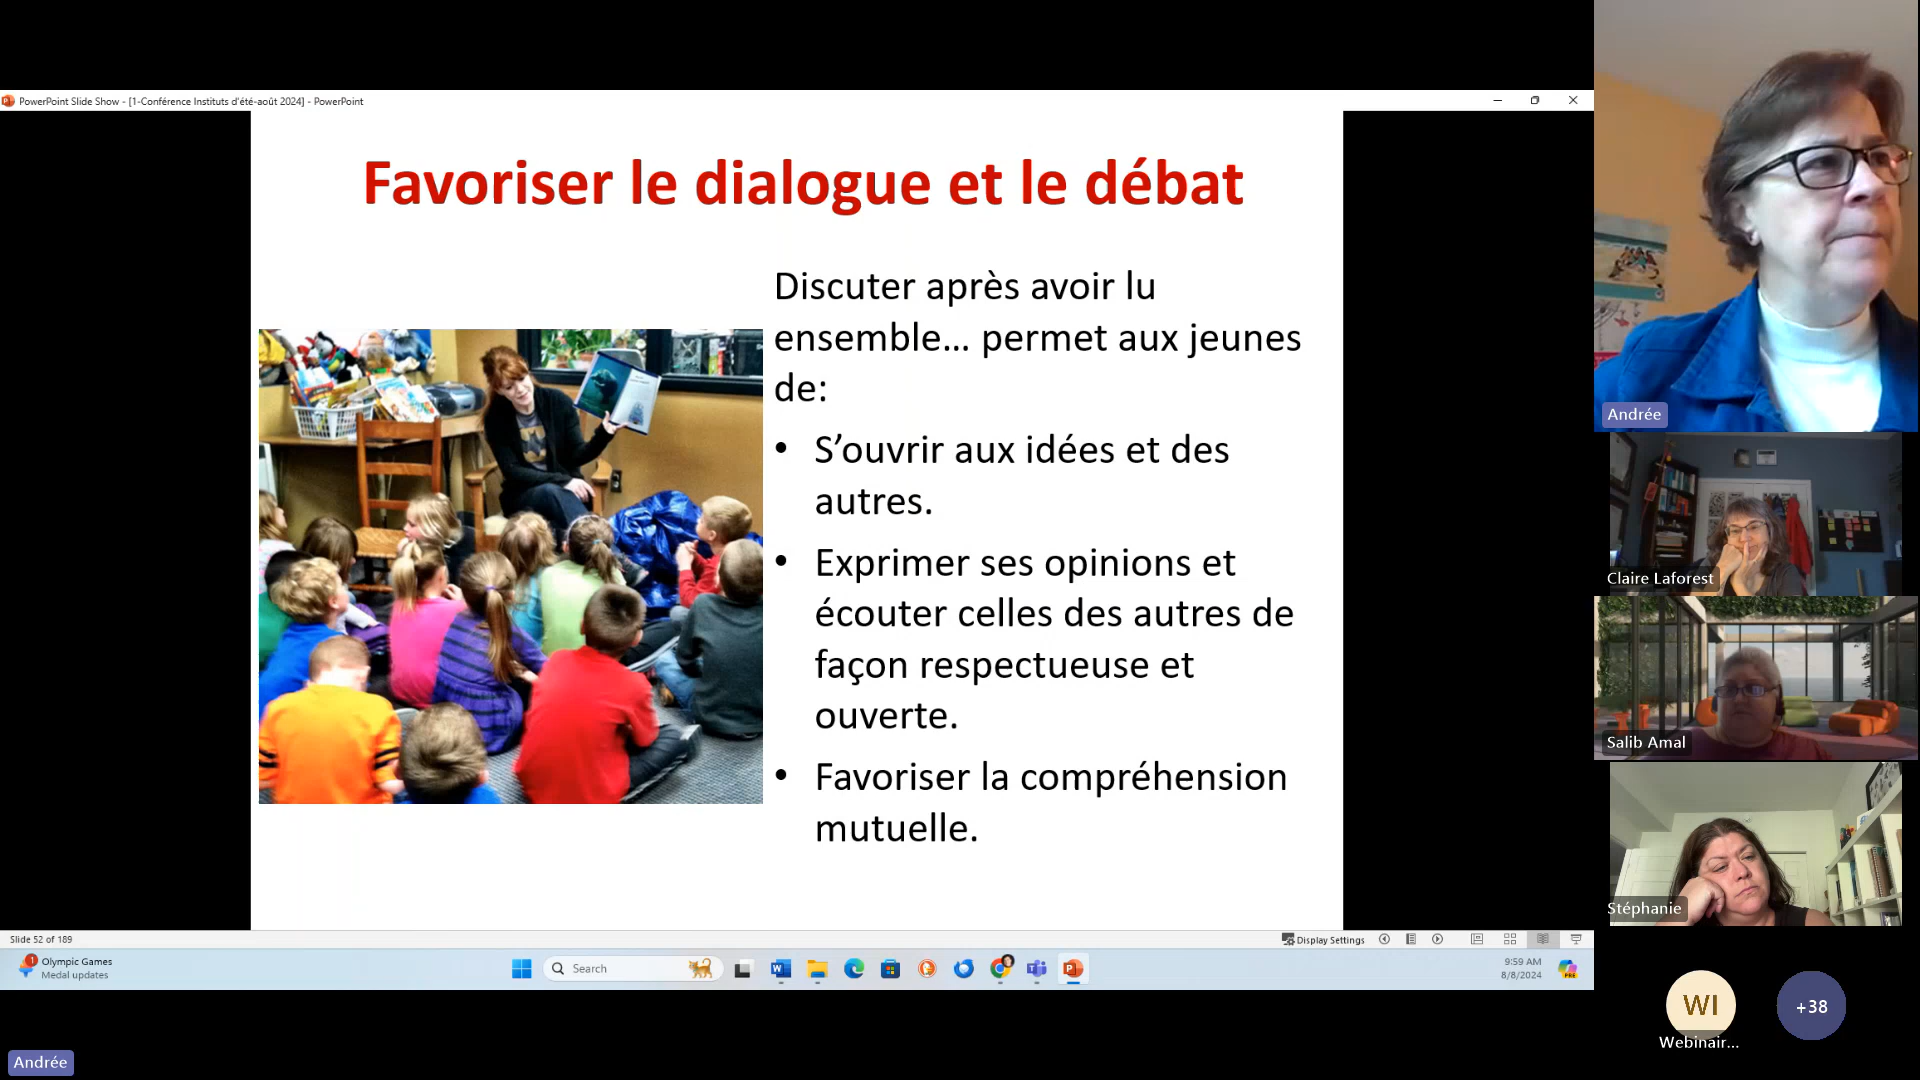 PowerPoint Slide Show - [1-Conférence Instituts d'été-août 2024] - PowerPoint
Favoriser le dialogue et le débat
Discuter après avoir lu
ensemble… permet aux jeunes
de:
• S’ouvrir aux idées et des
autres.
• Exprimer ses opinions et
écouter celles des autres de
façon respectueuse et
ouverte.
• Favoriser la compréhension
mutuelle.
Andrée
Claire Laforest
Salib Amal
Stéphanie
WI
Webinair...
+38
Slide 52 of 189
Display Settings
1
Olympic Games
Medal updates
Search
9:59 AM
8/8/2024
PRE
Andrée